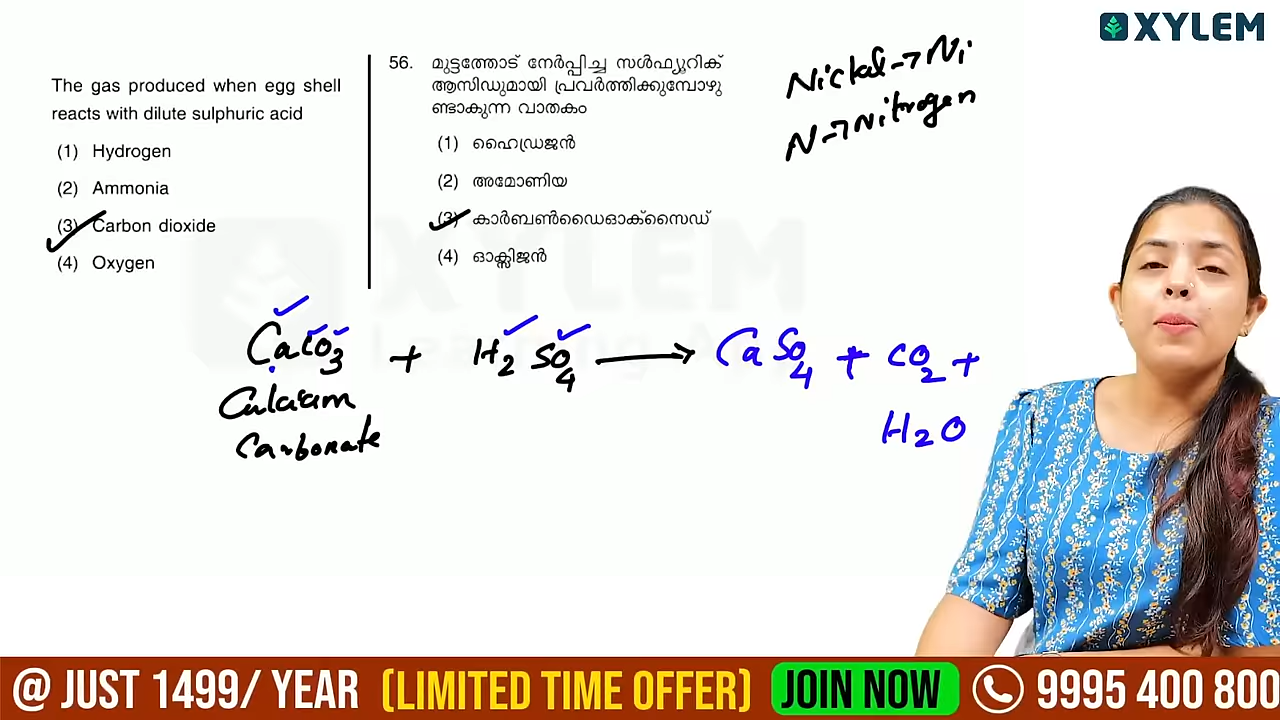 XYLEM
The gas produced when egg shell
reacts with dilute sulphuric acid
(1) Hydrogen
(2) Ammonia
(3) Carbon dioxide
(4) Oxygen
56. മുട്ടത്തോട് നേർപ്പിച്ച സൾഫ്യൂറിക്
ആസിഡുമായി പ്രവർത്തിക്കുമ്പോഴു
ണ്ടാകുന്ന വാതകം
(1) ഹൈഡ്രജൻ
(2) അമോണിയ
(3) കാർബൺഡൈഓക്സൈഡ്
(4) ഓക്സിജൻ
Nickal → Ni
N → Nitrogen
CaCO3 + H2SO4 → CaSO4 + CO2 +
H2O
Calcium
Carbonate
XYLEM
@ JUST 1499/ YEAR (LIMITED TIME OFFER) JOIN NOW 9995 400 800